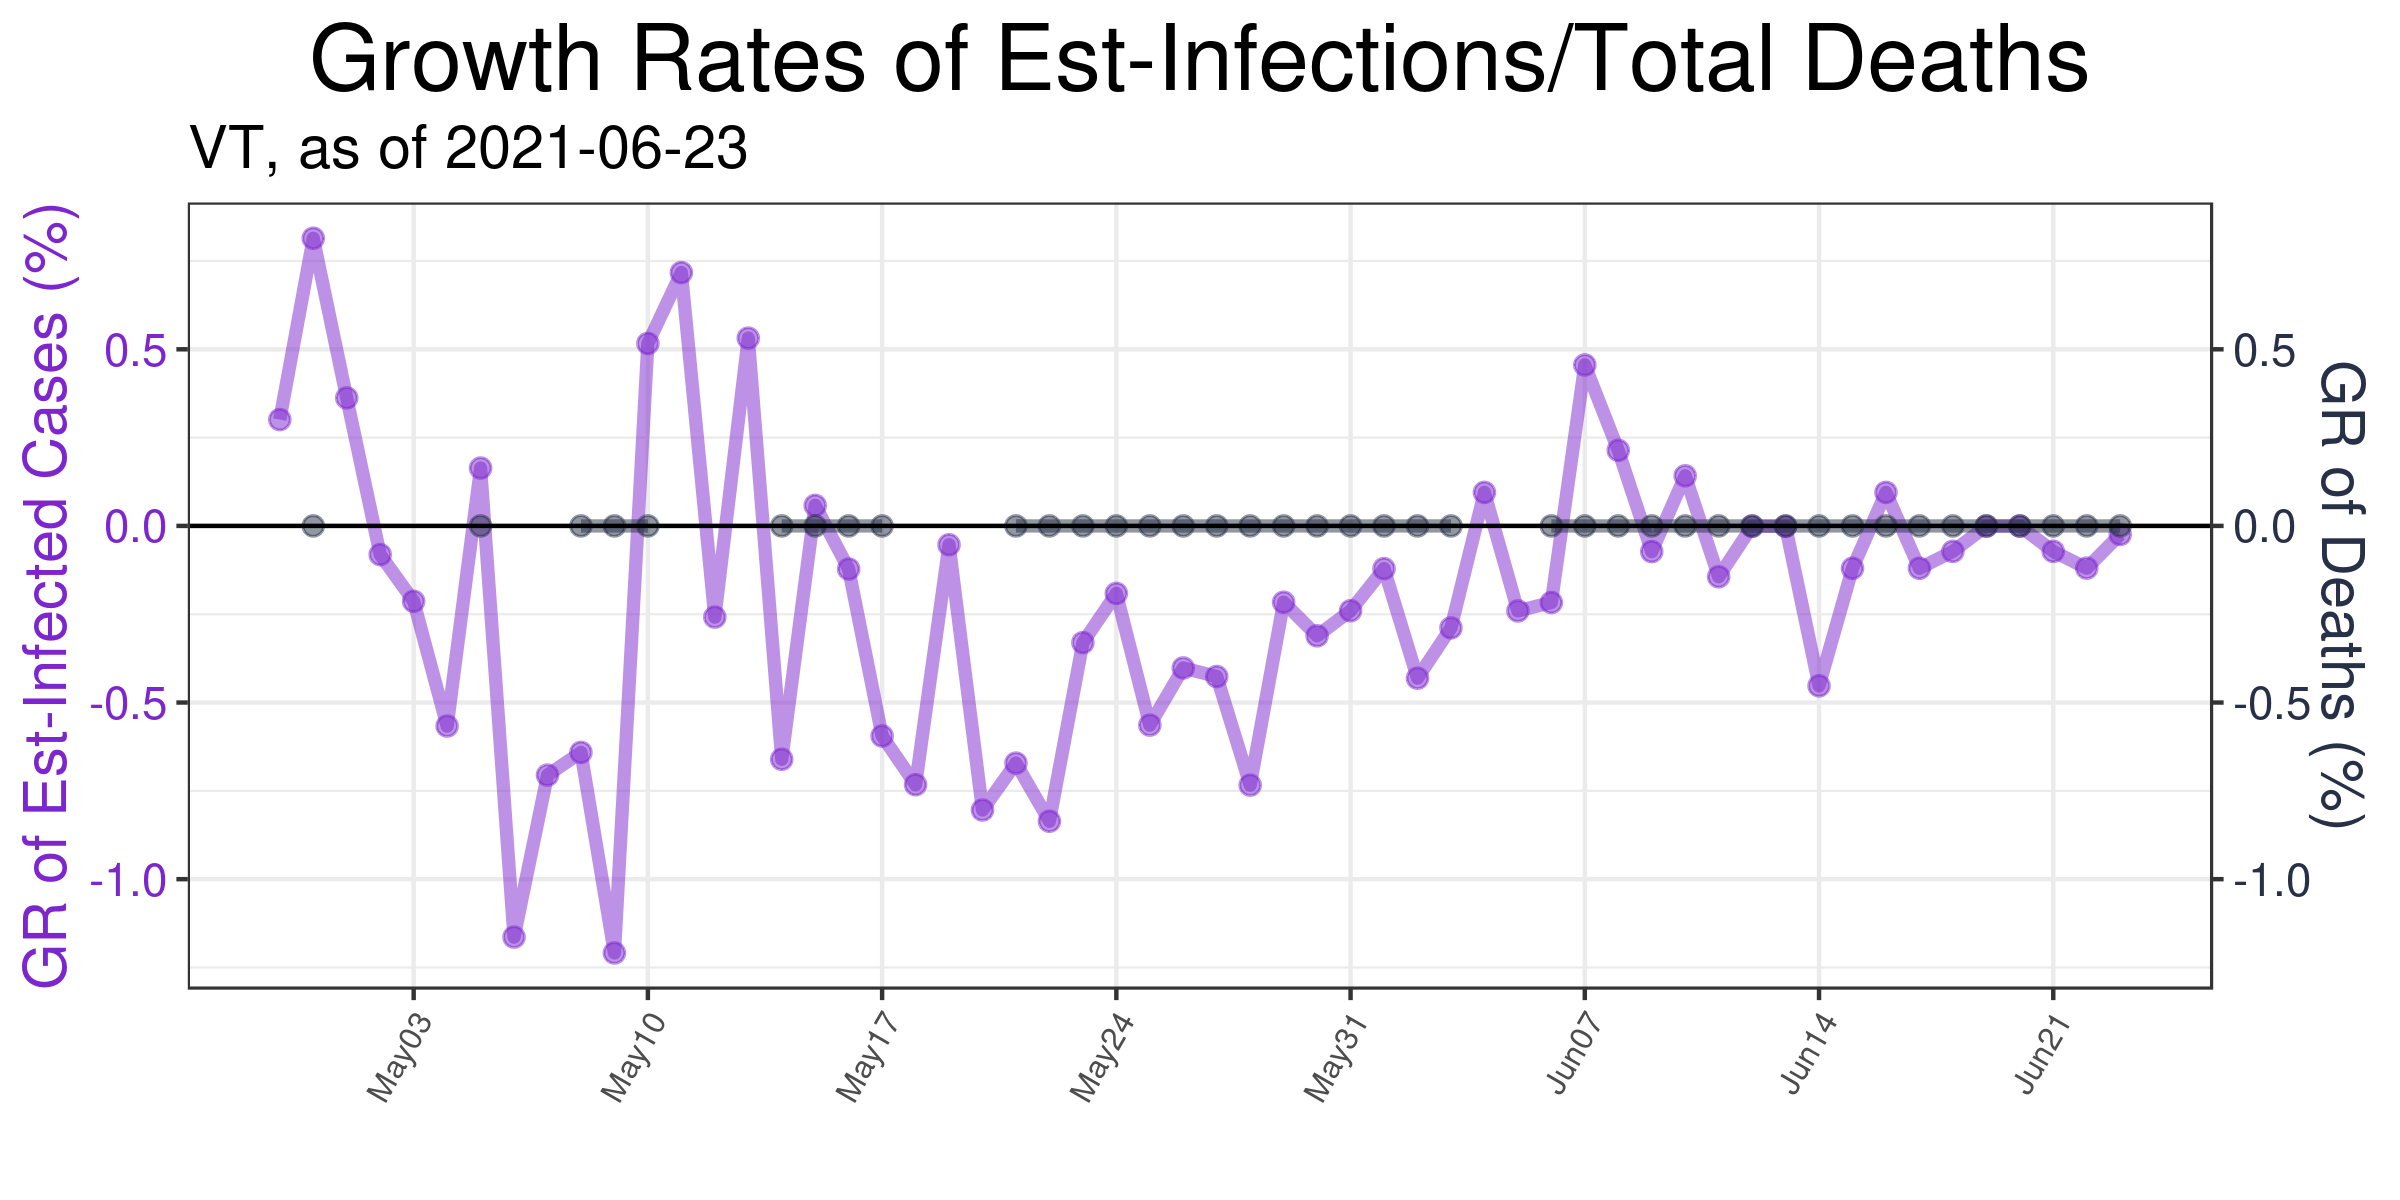 Growth Rates of Est-Infections/Total Deaths
VT, as of 2021-06-23
GR of Est-Infected Cases (%)
0.5
0.0
-0.5
-1.0
0.5
0.0
-0.5
-1.0
GR of Deaths (%)
May03
May10
May17
May24
May31
Jun07
Jun14
Jun21